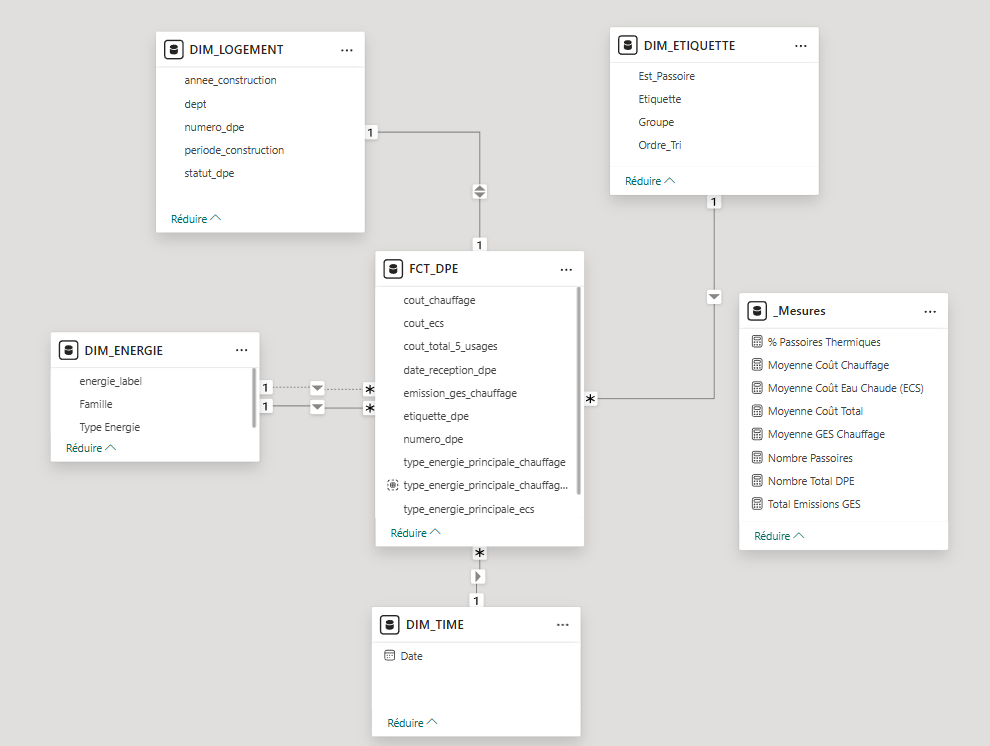 DIM_LOGEMENT
annee_construction
dept
numero_dpe
periode_construction
statut_dpe
Réduire
1
1
DIM_ETIQUETTE
Est_Passoire
Etiquette
Groupe
Ordre_Tri
Réduire
1
*
FCT_DPE
cout_chauffage
cout_ecs
cout_total_5_usages
date_reception_dpe
emission_ges_chauffage
etiquette_dpe
numero_dpe
type_energie_principale_chauffage
type_energie_principale_chauffag...
type_energie_principale_ecs
Réduire
_Mesures
% Passoires Thermiques
Moyenne Coût Chauffage
Moyenne Coût Eau Chaude (ECS)
Moyenne Coût Total
Moyenne GES Chauffage
Nombre Passoires
Nombre Total DPE
Total Emissions GES
Réduire
DIM_ENERGIE
energie_label
Famille
Type Energie
Réduire
1
*
1
*
*
1
DIM_TIME
Date
Réduire